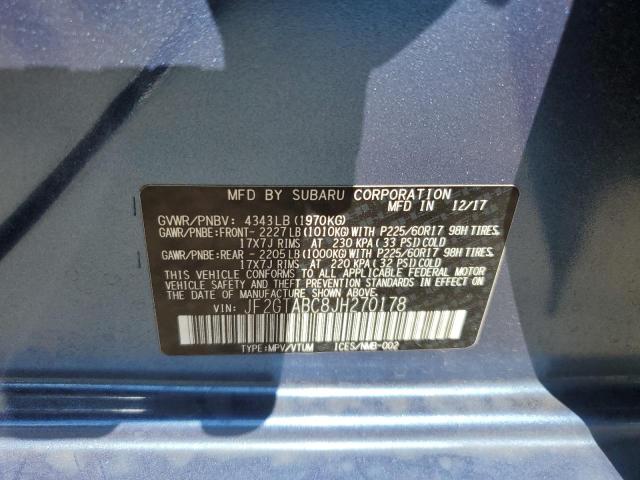 MFD BY SUBARU CORPORATION
MFD IN 12/17
GVWR/PNBV: 4343LB(1970KG)
GAWR/PNBE:FRONT- 2227LB(1010KG)WITH P225/60R17 98H TIRES,
17X7J RIMS AT 230 KPA(33 PSI)COLD
GAWR/PNBE:REAR - 2205LB(1000KG)WITH P225/60R17 98H TIRES,
17X7J RIMS AT 220 KPA(32 PSI)COLD
THIS VEHICLE CONFORMS TO ALL APPLICABLE FEDERAL MOTOR
VEHICLE SAFETY AND THEFT PREVENTION STANDARDS IN EFFECT ON
THE DATE OF MANUFACTURE SHOWN ABOVE.
VIN: JF2GTABC8JH270178
TYPE:MPV/VTUM ICES/NMB-002